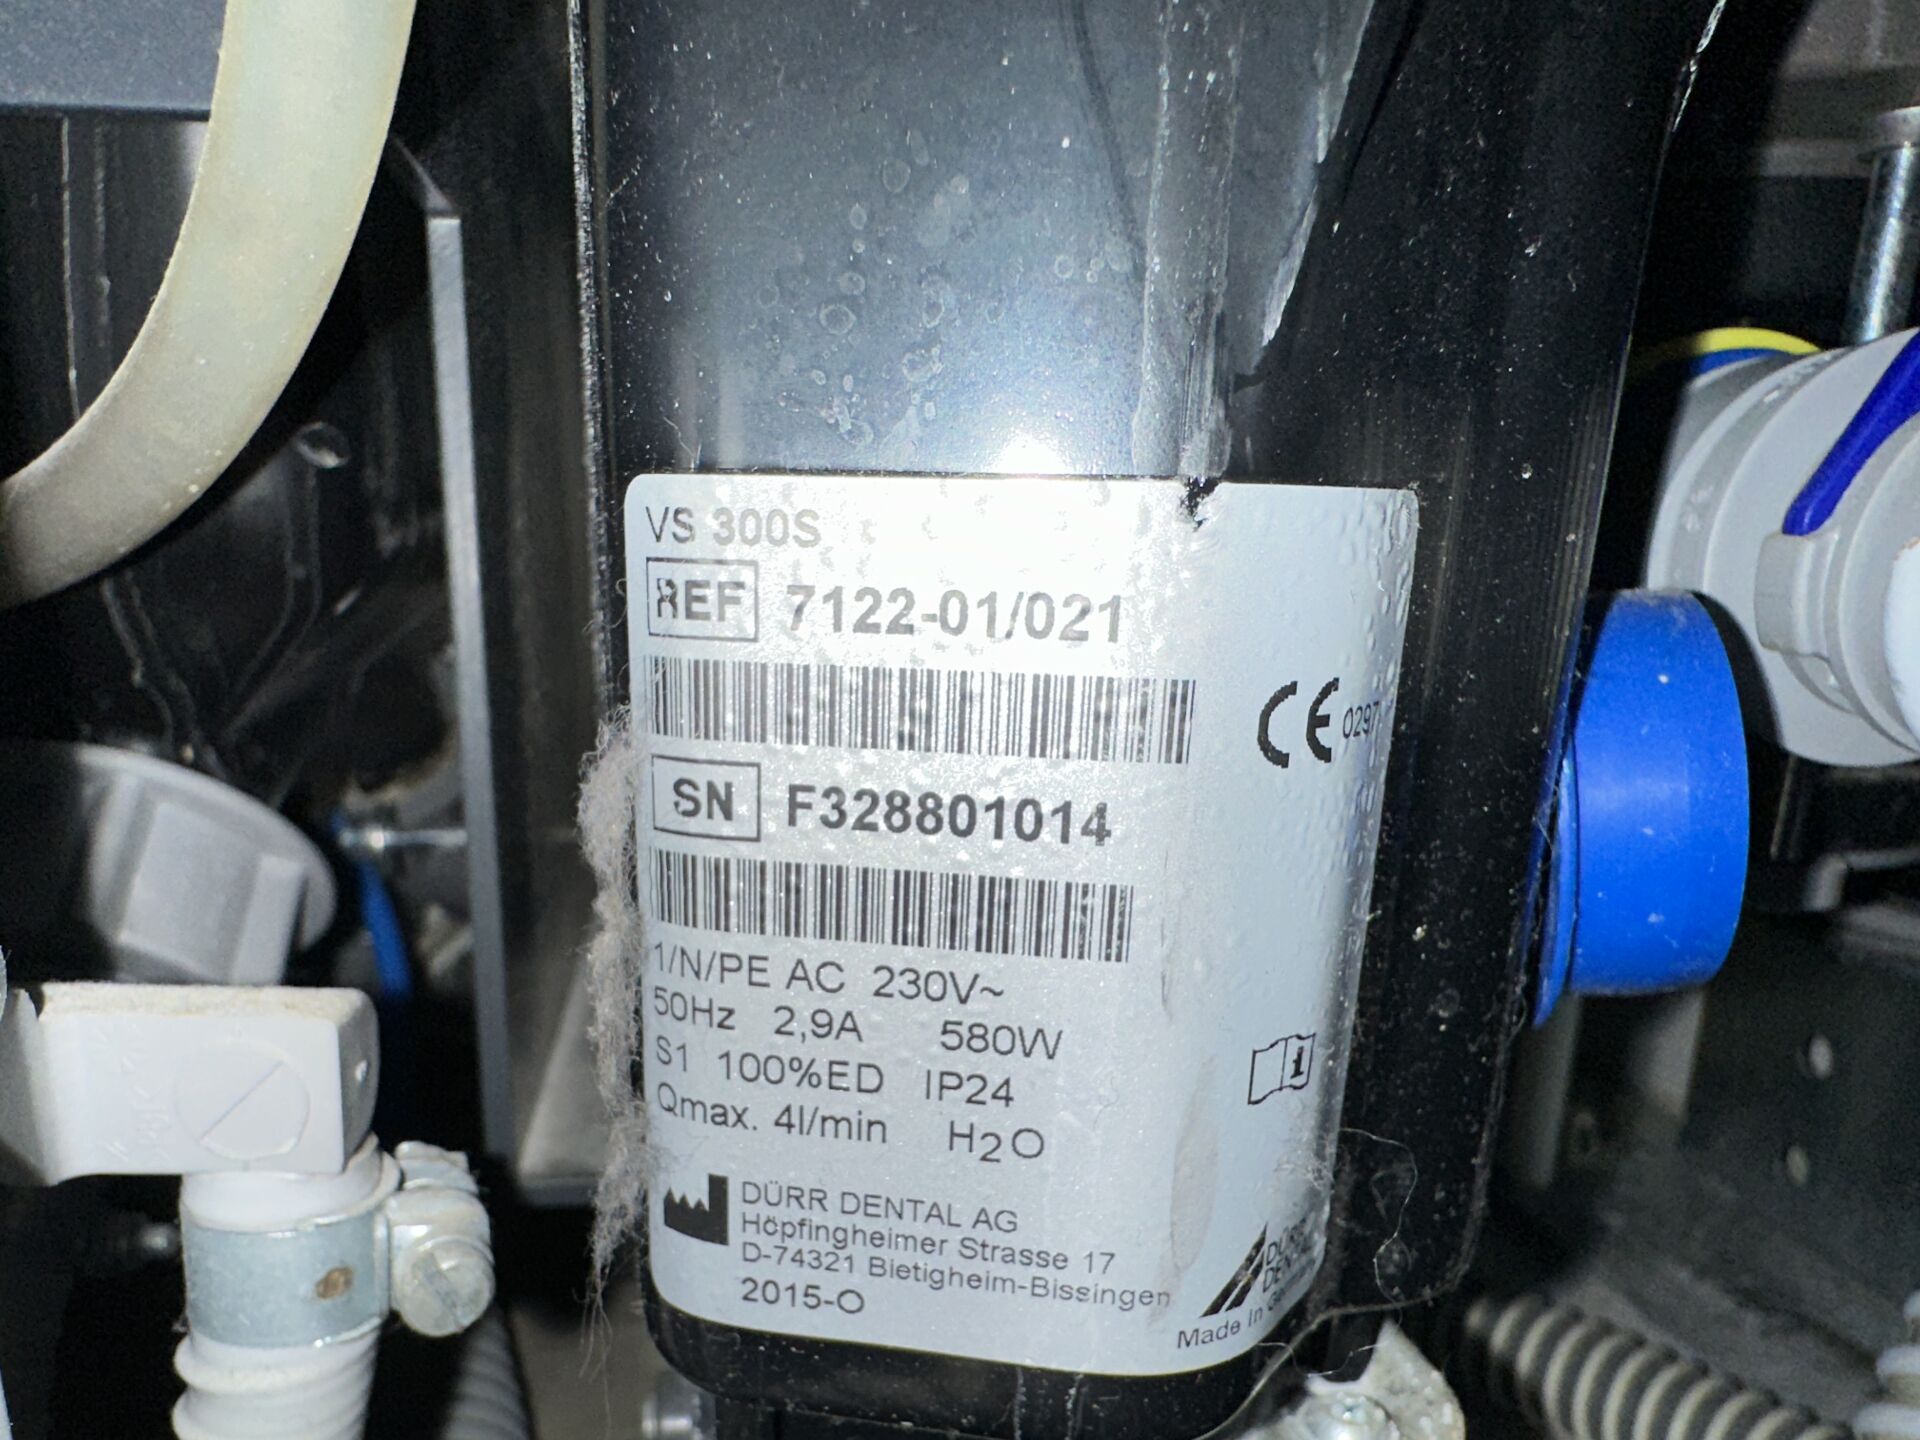 VS 300S
REF 7122-01/021
CE 0297
SN F328801014
1/N/PE AC 230V~
50Hz 2,9A 580W
S1 100%ED IP24
Qmax. 4l/min H2O
DÜRR DENTAL AG
Höpfingheimer Strasse 17
D-74321 Bietigheim-Bissingen
2015-O
DÜRR
DENTAL
Made in